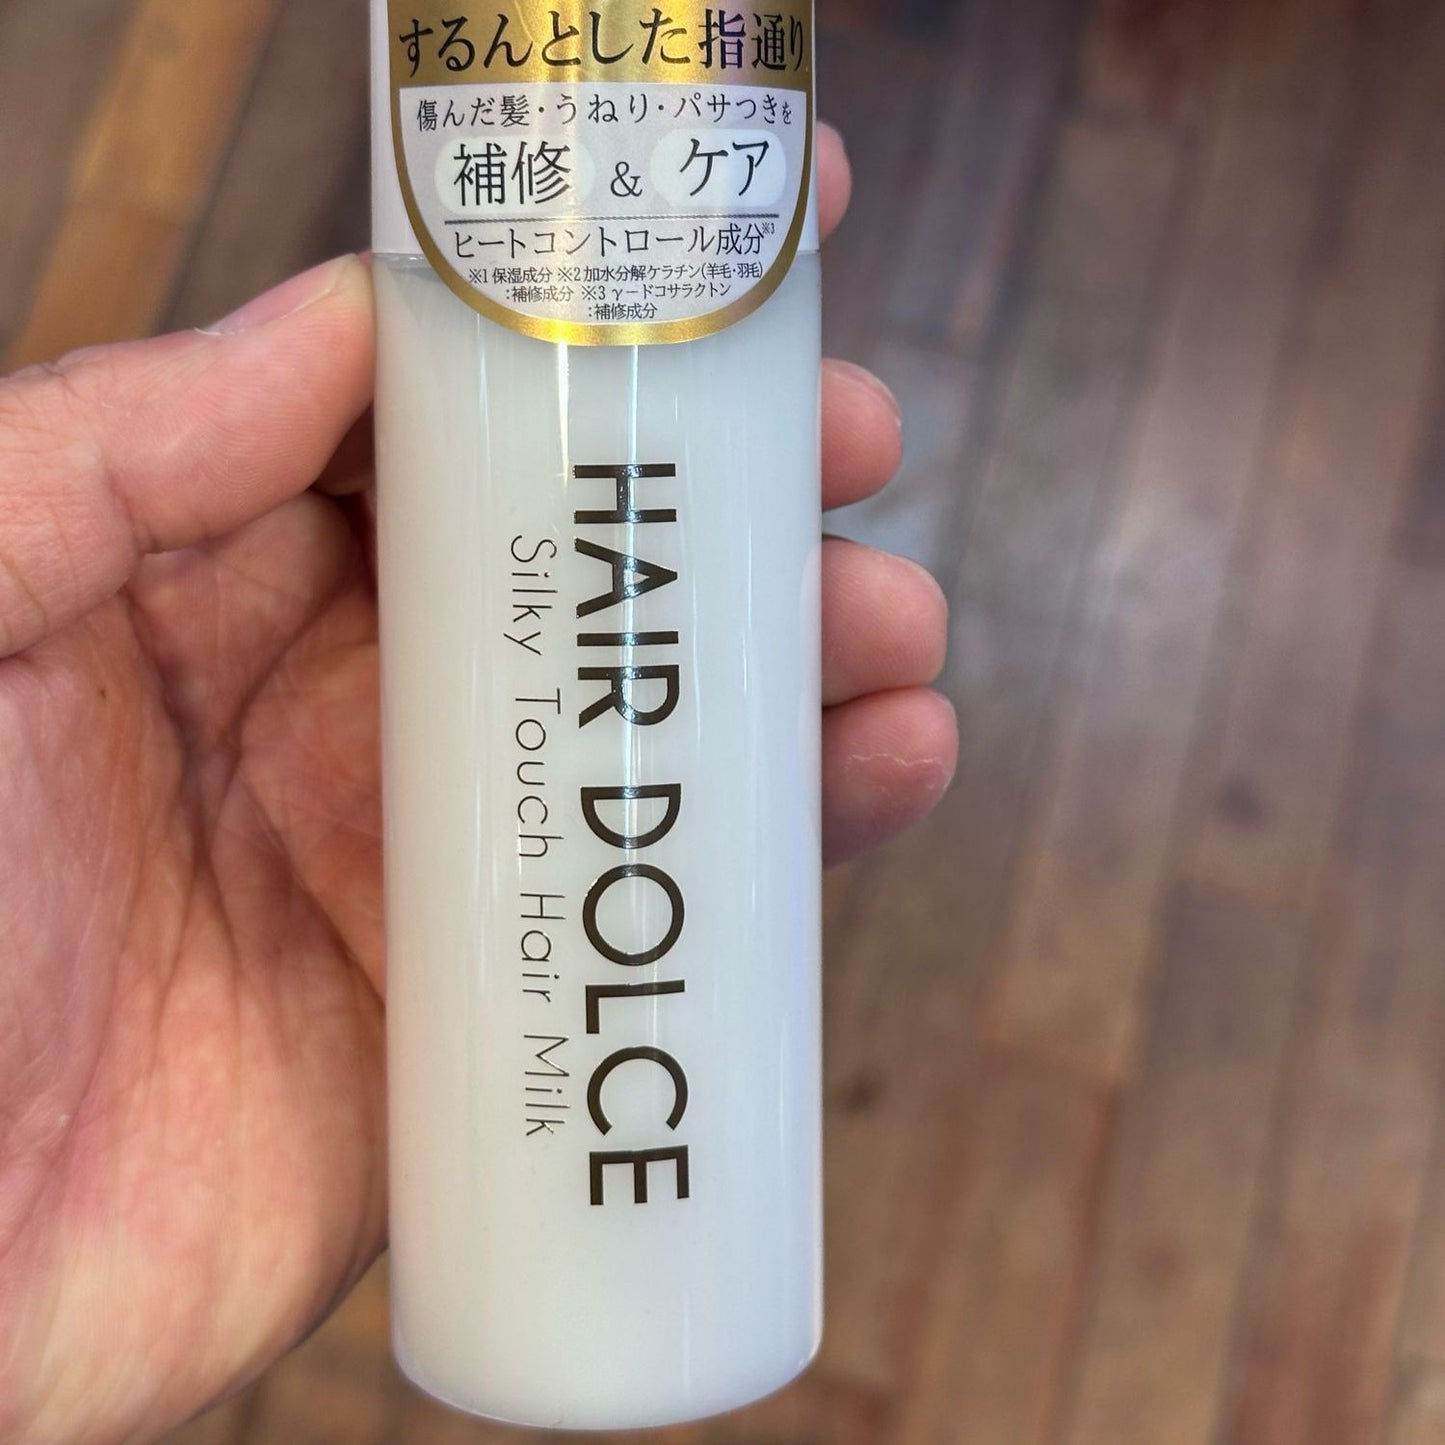 するんとした指通り
傷んだ髪・うねり・パサつきを
補修 & ケア
ヒートコントロール成分※3
※1 保湿成分 ※2 加水分解ケラチン(羊毛・羽毛)
:補修成分 ※3 γ－ドコサラクトン
:補修成分
HAIR DOLCE
Silky Touch Hair Milk